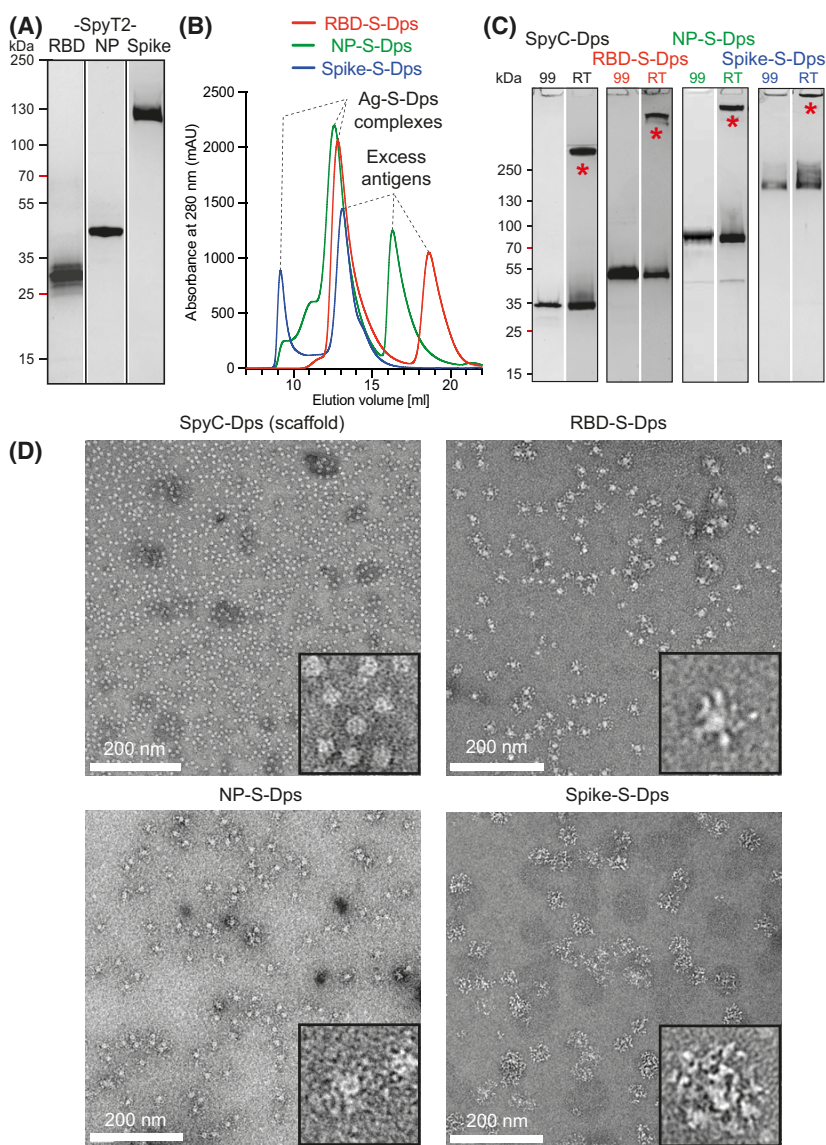 (A)
-SpyT2-
kDa RBD NP Spike
250
130
100
70
55
35
25
15
(B)
RBD-S-Dps
NP-S-Dps
Spike-S-Dps
2500
2000
1500
1000
500
0
Absorbance at 280 nm (mAU)
Ag-S-Dps
complexes
Excess
antigens
10 15 20
Elution volume [ml]
(C)
SpyC-Dps NP-S-Dps
RBD-S-Dps Spike-S-Dps
kDa 99 RT 99 RT 99 RT 99 RT
* * * *
250
130
100
70
55
35
25
15
(D)
SpyC-Dps (scaffold)
200 nm
RBD-S-Dps
200 nm
NP-S-Dps
200 nm
Spike-S-Dps
200 nm